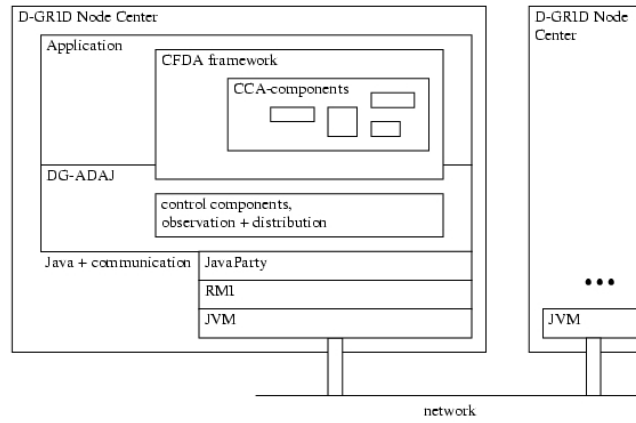 D-GRID Node Center
Application
CFDA framework
CCA-components
DG-ADAJ
control components,
observation + distribution
Java + communication
JavaParty
RMI
JVM
D-GRID Node
Center
•••
JVM
network